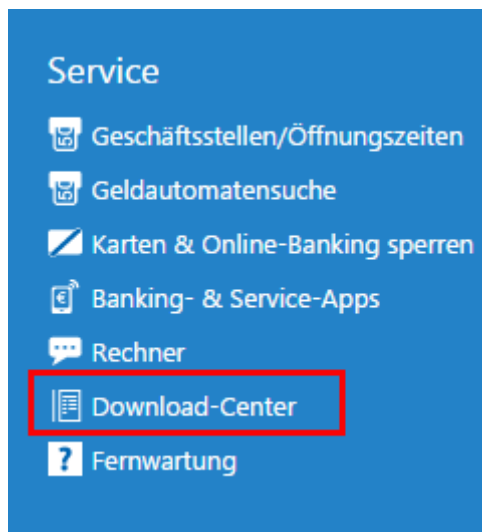 Service
Geschäftsstellen/Öffnungszeiten
Geldautomatensuche
Karten & Online-Banking sperren
Banking- & Service-Apps
Rechner
Download-Center
? Fernwartung